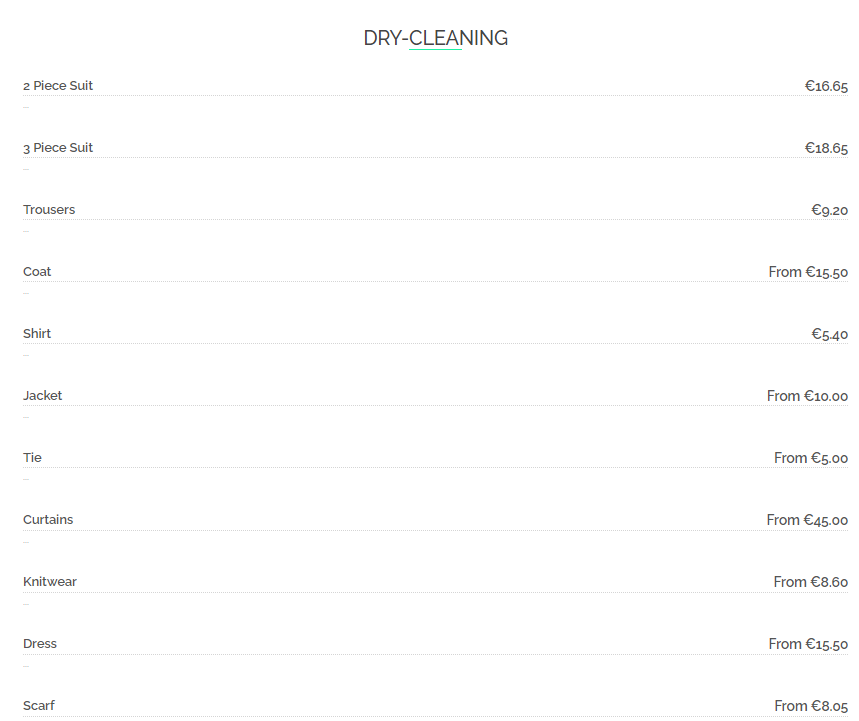 DRY-CLEANING
2 Piece Suit €16.65
–
3 Piece Suit €18.65
–
Trousers €9.20
–
Coat From €15.50
–
Shirt €5.40
–
Jacket From €10.00
–
Tie From €5.00
–
Curtains From €45.00
–
Knitwear From €8.60
–
Dress From €15.50
–
Scarf From €8.05